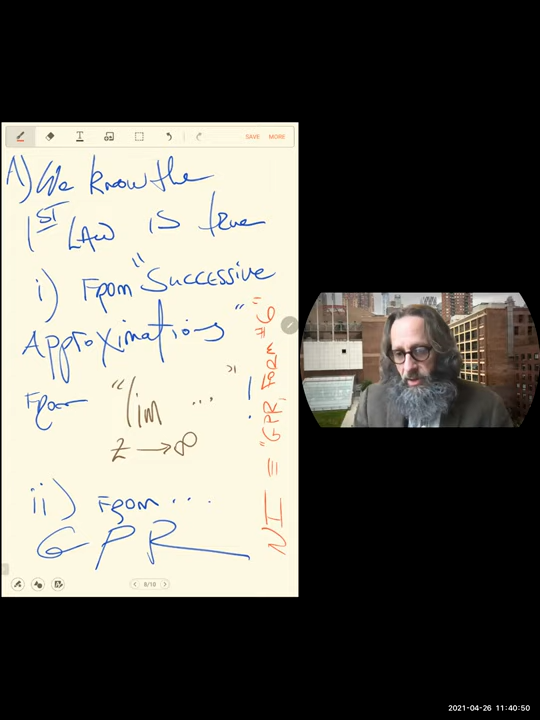 SAVE MORE
A) We know the
1ST LAW is true
i) From "Successive
Approximations"
From "lim ..." !
z → ∞
ii) From ...
GPR
NI ≡ "GPR, Form #6"
8/10
2021-04-26 11:40:50